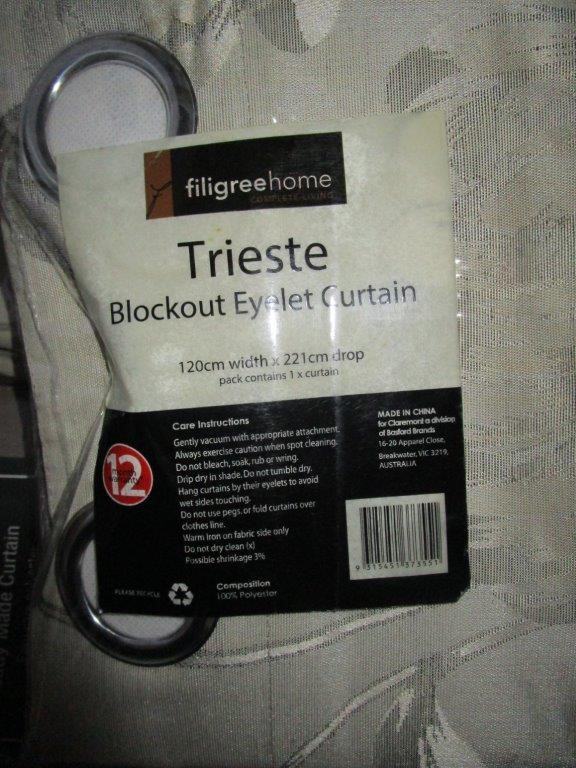 filigreehome
COMPLETE LIVING
Trieste
Blockout Eyelet Curtain
120cm width x 221cm drop
pack contains 1 x curtain
Care Instructions
Gently vacuum with appropriate attachment.
Always exercise caution when spot cleaning.
Do not bleach, soak, rub or wring.
Drip dry in shade. Do not tumble dry.
Hang curtains by their eyelets to avoid
wet sides touching.
Do not use pegs, or fold curtains over
clothes line.
Warm Iron on fabric side only
Do not dry clean (x)
Possible shrinkage 3%
MADE IN CHINA
for Claremont a division
of Basford Brands
16-20 Apparel Close,
Breakwater, VIC 3219,
AUSTRALIA
12
month
warranty
9 315451 373551
PLEASE RECYCLE
Composition
100% Polyester
Made Curtain